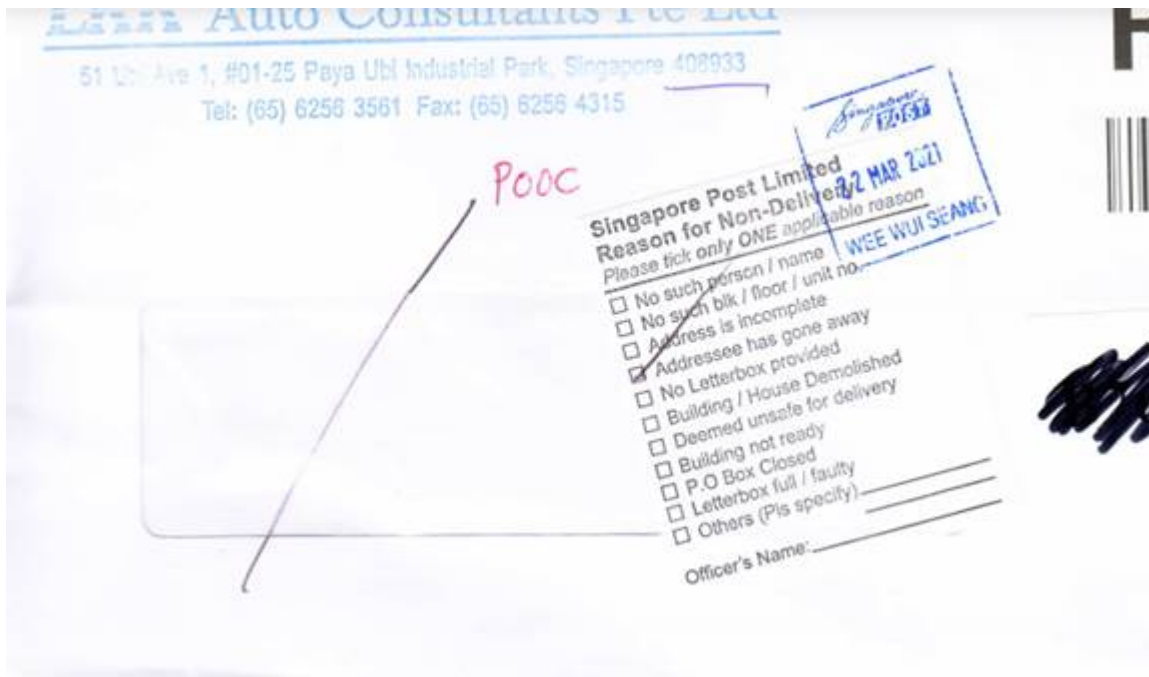 Auto Consultants Pte Ltd
51 Ubi Ave 1, #01-25 Paya Ubi Industrial Park, Singapore 408933
Tel: (65) 6256 3561 Fax: (65) 6256 4315
POOC
Singapore
POST
22 MAR 2021
WEE WUI SEANG
Singapore Post Limited
Reason for Non-Delivery
Please tick only ONE applicable reason
No such person / name
No such blk / floor / unit no.
Address is incomplete
Addressee has gone away
No Letterbox provided
Building / House Demolished
Deemed unsafe for delivery
Building not ready
P.O Box Closed
Letterbox full / faulty
Others (Pls specify)
Officer's Name: